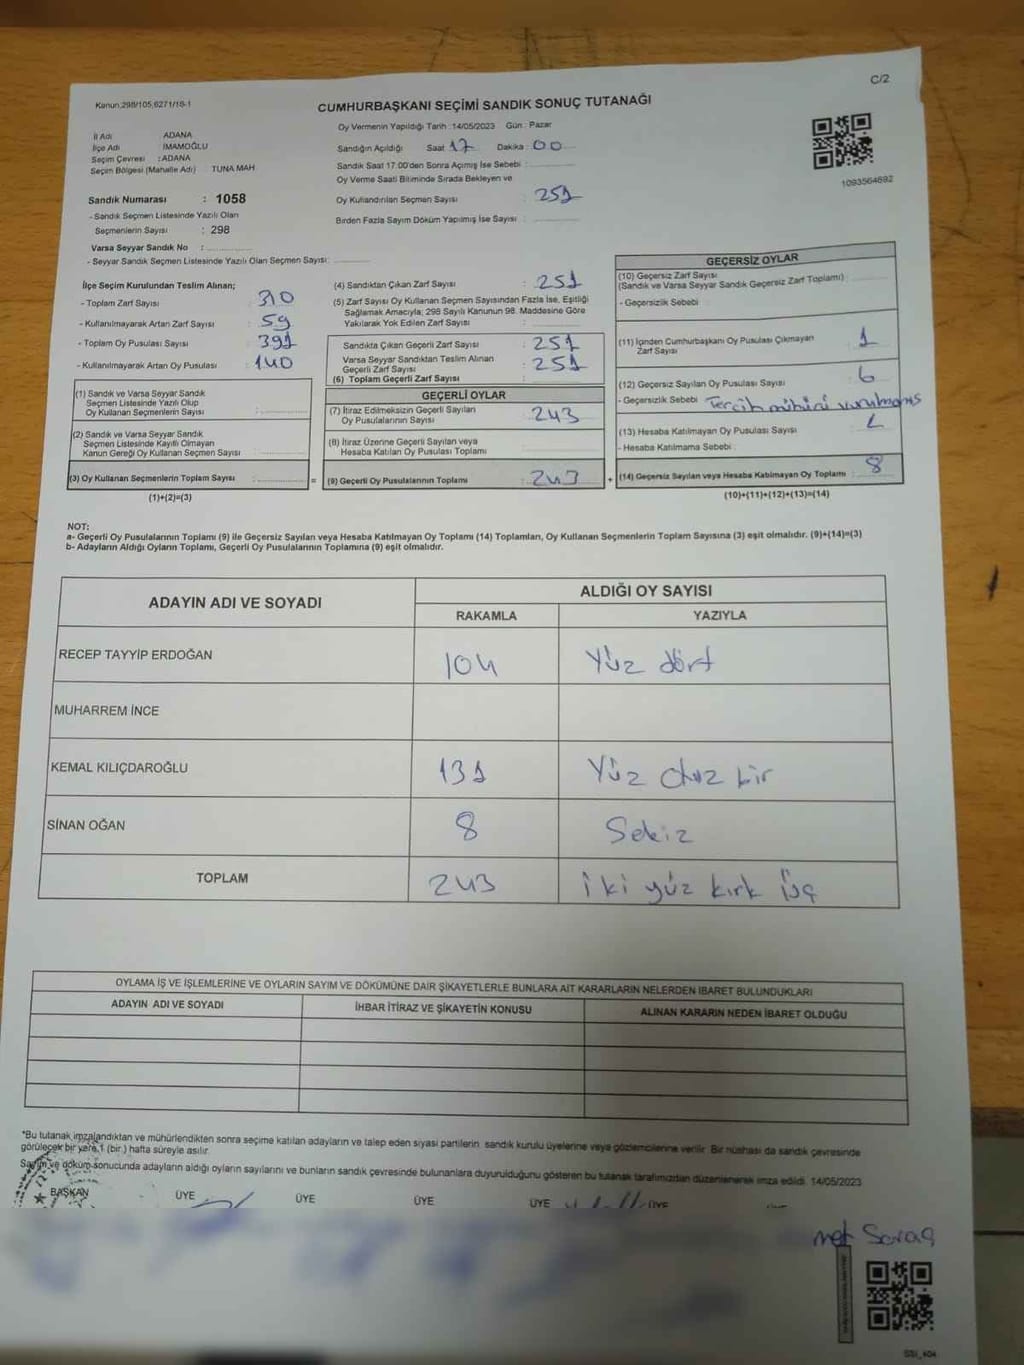 C/2
Kanun,298/105,6271/18-1
CUMHURBAŞKANI SEÇİMİ SANDIK SONUÇ TUTANAĞI
Oy Vermenin Yapıldığı Tarih :14/05/2023 Gün : Pazar
İl Adı ADANA
İlçe Adı İMAMOĞLU
Seçim Çevresi : ADANA
Seçim Bölgesi (Mahalle Adı) TUNA MAH
Sandığın Açıldığı Saat 17 Dakika : 00
Sandık Saat 17:00'den Sonra Açımış İse Sebebi :
Oy Verme Saati Bitiminde Sırada Bekleyen ve
Oy Kullandırılan Seçmen Sayısı : 251
Birden Fazla Sayım Döküm Yapılmış İse Sayısı :
1093564692
Sandık Numarası : 1058
- Sandık Seçmen Listesinde Yazılı Olan
Seçmenlerin Sayısı : 298
Varsa Seyyar Sandık No :
- Seyyar Sandık Seçmen Listesinde Yazılı Olan Seçmen Sayısı:
İlçe Seçim Kurulundan Teslim Alınan;
- Toplam Zarf Sayısı : 310
- Kullanılmayarak Artan Zarf Sayısı : 59
- Toplam Oy Pusulası Sayısı : 391
- Kullanılmayarak Artan Oy Pusulası : 140
(1) Sandık ve Varsa Seyyar Sandık
Seçmen Listesinde Yazılı Olup
Oy Kullanan Seçmenlerin Sayısı :
(2) Sandık ve Varsa Seyyar Sandık
Seçmen Listesinde Kayıtlı Olmayan
Kanun Gereği Oy Kullanan Seçmen Sayısı :
(3) Oy Kullanan Seçmenlerin Toplam Sayısı : =
(1)+(2)=(3)
(4) Sandıktan Çıkan Zarf Sayısı : 251
(5) Zarf Sayısı Oy Kullanan Seçmen Sayısından Fazla İse, Eşitliği
Sağlamak Amacıyla; 298 Sayılı Kanunun 98. Maddesine Göre
Yakılarak Yok Edilen Zarf Sayısı :
Sandıkta Çıkan Geçerli Zarf Sayısı : 251
Varsa Seyyar Sandıktan Teslim Alınan
Geçerli Zarf Sayısı : 251
(6) Toplam Geçerli Zarf Sayısı :
GEÇERLİ OYLAR
(7) İtiraz Edilmeksizin Geçerli Sayılan
Oy Pusulalarının Sayısı : 243
(8) İtiraz Üzerine Geçerli Sayılan veya
Hesaba Katılan Oy Pusulası Toplamı :
(9) Geçerli Oy Pusulalarının Toplamı : 243 +
GEÇERSİZ OYLAR
(10) Geçersiz Zarf Sayısı
(Sandık ve Varsa Seyyar Sandık Geçersiz Zarf Toplamı) :
- Geçersizlik Sebebi :
(11) İçinden Cumhurbaşkanı Oy Pusulası Çıkmayan
Zarf Sayısı : 1
(12) Geçersiz Sayılan Oy Pusulası Sayısı : 6
- Geçersizlik Sebebi Tercih mührü vurulmamış
(13) Hesaba Katılmayan Oy Pusulası Sayısı :
- Hesaba Katılmama Sebebi :
(14) Geçersiz Sayılan veya Hesaba Katılmayan Oy Toplamı : 8
(10)+(11)+(12)+(13)=(14)
NOT:
a- Geçerli Oy Pusulalarının Toplamı (9) ile Geçersiz Sayılan veya Hesaba Katılmayan Oy Toplamı (14) Toplamları, Oy Kullanan Seçmenlerin Toplam Sayısına (3) eşit olmalıdır. (9)+(14)=(3)
b- Adayların Aldığı Oyların Toplamı, Geçerli Oy Pusulalarının Toplamına (9) eşit olmalıdır.
ADAYIN ADI VE SOYADI
ALDIĞI OY SAYISI
RAKAMLA YAZIYLA
RECEP TAYYİP ERDOĞAN 104 Yüz dört
MUHARREM İNCE
KEMAL KILIÇDAROĞLU 131 Yüz otuz bir
SİNAN OĞAN 8 Sekiz
TOPLAM 243 iki yüz kırk üç
OYLAMA İŞ VE İŞLEMLERİNE VE OYLARIN SAYIM VE DÖKÜMÜNE DAİR ŞİKAYETLERLE BUNLARA AİT KARARLARIN NELERDEN İBARET BULUNDUKLARI
ADAYIN ADI VE SOYADI İHBAR İTİRAZ VE ŞİKAYETİN KONUSU ALINAN KARARIN NEDEN İBARET OLDUĞU
*Bu tutanak imzalandıktan ve mühürlendikten sonra seçime katılan adayların ve talep eden siyasi partilerin sandık kurulu üyelerine veya gözlemcilerine verilir. Bir nüshası da sandık çevresinde
görülecek bir yere 1 (bir ) hafta süreyle asılır.
Sayım ve döküm sonucunda adayların aldığı oyların sayılarını ve bunların sandık çevresinde bulunanlara duyurulduğunu gösteren bu tutanak tarafımızdan düzenlenerek imza edildi. 14/05/2023
BAŞKAN ÜYE ÜYE ÜYE ÜYE ÜYE
met Saraç